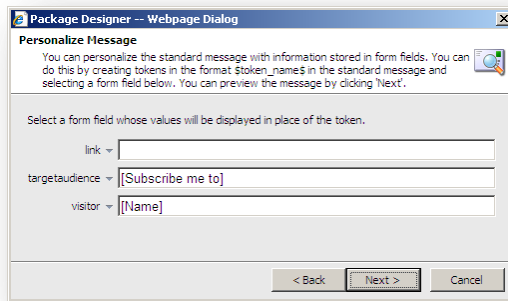 Package Designer -- Webpage Dialog
Personalize Message
You can personalize the standard message with information stored in form fields. You can
do this by creating tokens in the format $token_name$ in the standard message and
selecting a form field below. You can preview the message by clicking 'Next'.
Select a form field whose values will be displayed in place of the token.
link
targetaudience [Subscribe me to]
visitor [Name]
< Back Next > Cancel